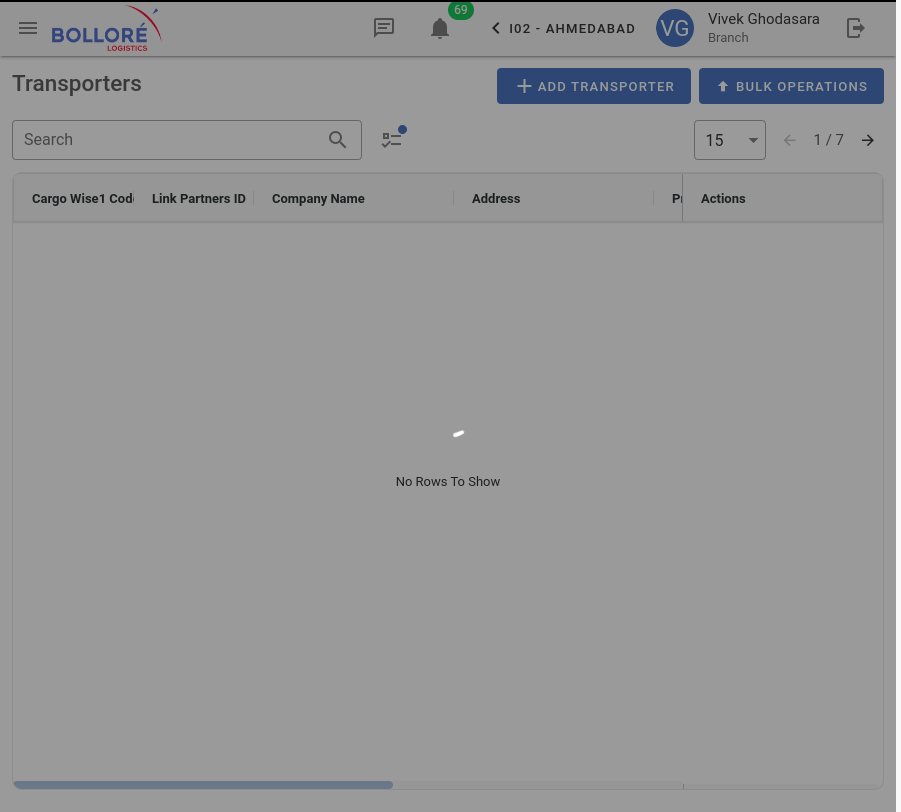 BOLLORÉ
LOGISTICS
69
I02 - AHMEDABAD
VG
Vivek Ghodasara
Branch
Transporters
ADD TRANSPORTER
BULK OPERATIONS
Search
15
1 / 7
Cargo Wise1 Cod
Link Partners ID
Company Name
Address
Actions
No Rows To Show